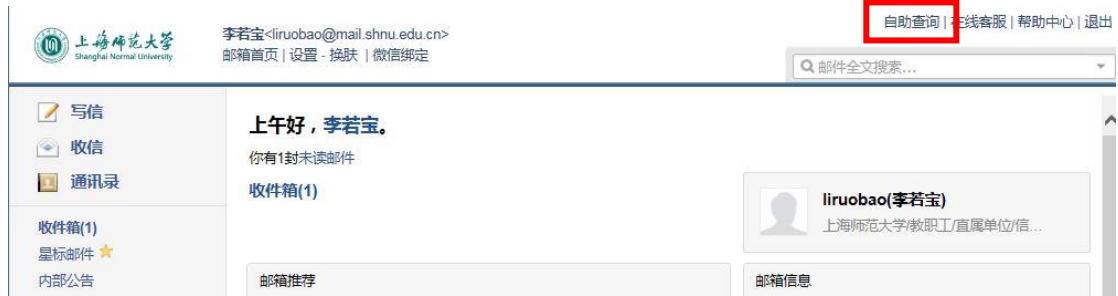 上海师范大学
Shanghai Normal University
李若宝<liruobao@mail.shnu.edu.cn>
邮箱首页 | 设置 - 换肤 | 微信绑定
自助查询 | 在线客服 | 帮助中心 | 退出
邮件全文搜索...
写信
收信
通讯录
收件箱(1)
星标邮件
内部公告
上午好，李若宝。
你有1封未读邮件
收件箱(1)
liruobao(李若宝)
上海师范大学/教职工/直属单位/信...
邮箱推荐
邮箱信息